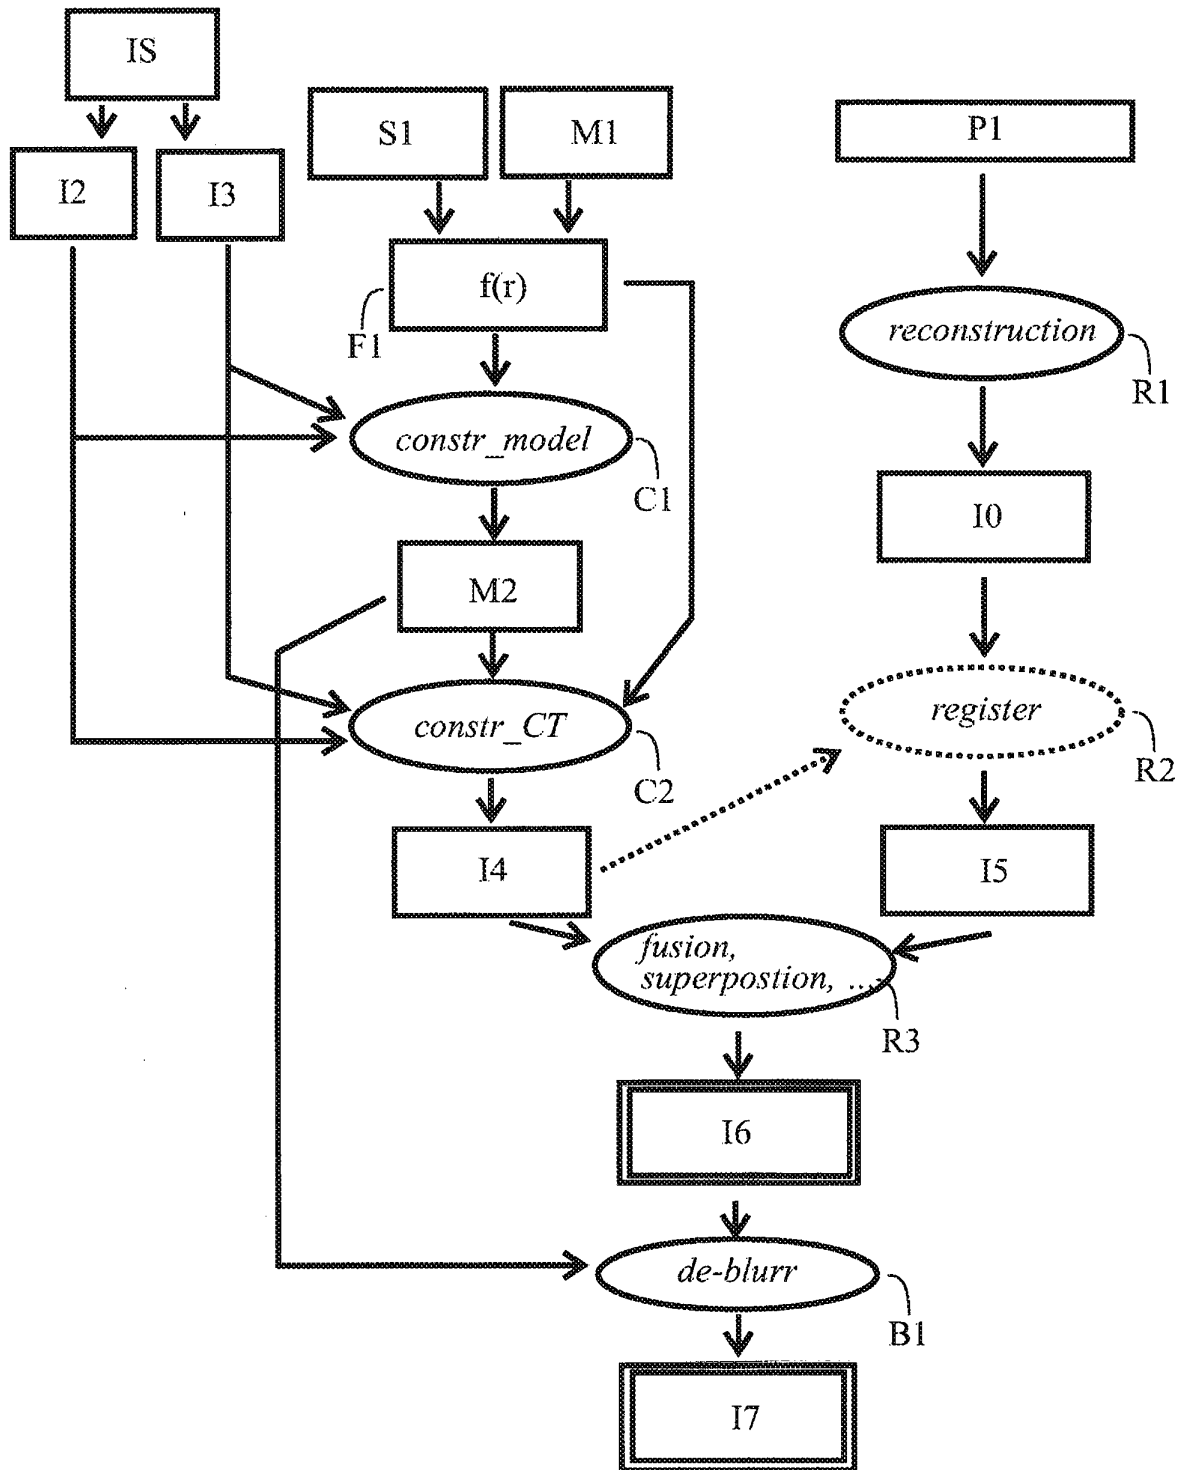 IS
S1
M1
P1
I2
I3
f(r)
F1
reconstruction
R1
constr_model
C1
I0
M2
register
R2
constr_CT
C2
I4
I5
fusion,
superpostion, ...
R3
I6
de-blurr
B1
I7